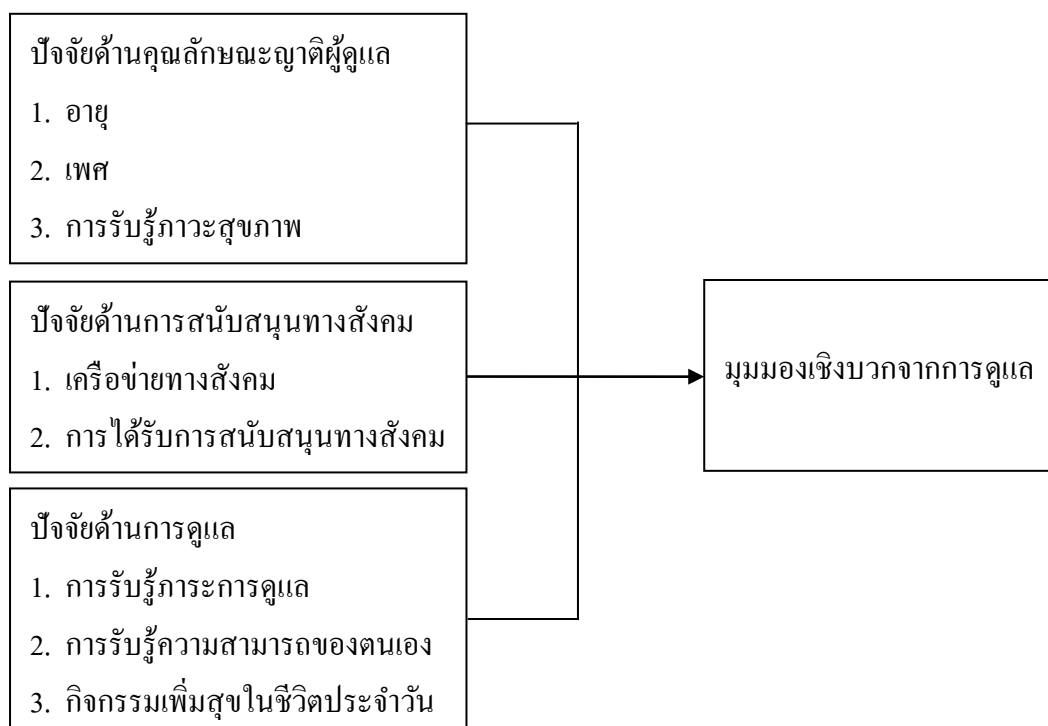 ปัจจัยด้านคุณลักษณะญาติผู้ดูแล
1. อายุ
2. เพศ
3. การรับรู้ภาวะสุขภาพ
ปัจจัยด้านการสนับสนุนทางสังคม
1. เครือข่ายทางสังคม
2. การได้รับการสนับสนุนทางสังคม
ปัจจัยด้านการดูแล
1. การรับรู้ภาระการดูแล
2. การรับรู้ความสามารถของตนเอง
3. กิจกรรมเพิ่มสุขในชีวิตประจำวัน
มุมมองเชิงบวกจากการดูแล